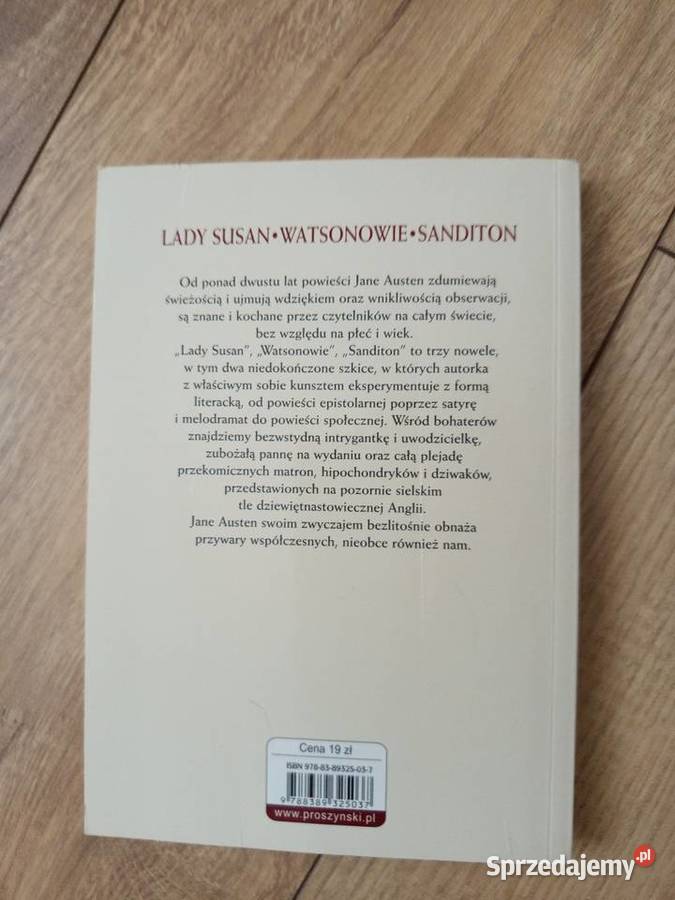 LADY SUSAN•WATSONOWIE•SANDITON
Od ponad dwustu lat powieści Jane Austen zdumiewają
świeżością i ujmują wdziękiem oraz wnikliwością obserwacji,
są znane i kochane przez czytelników na całym świecie,
bez względu na płeć i wiek.
„Lady Susan", „Watsonowie", „Sanditon" to trzy nowele,
w tym dwa niedokończone szkice, w których autorka
z właściwym sobie kunsztem eksperymentuje z formą
literacką, od powieści epistolarnej poprzez satyrę
i melodramat do powieści społecznej. Wśród bohaterów
znajdziemy bezwstydną intrygantkę i uwodzicielkę,
zubożałą pannę na wydaniu oraz całą plejadę
przekomicznych matron, hipochondryków i dziwaków,
przedstawionych na pozornie sielskim
tle dziewiętnastowiecznej Anglii.
Jane Austen swoim zwyczajem bezlitośnie obnaża
przywary współczesnych, nieobce również nam.
Cena 19 zł
ISBN 978-83-89325-03-7
9 788389 325037
www.proszynski.pl
Sprzedajemy.pl